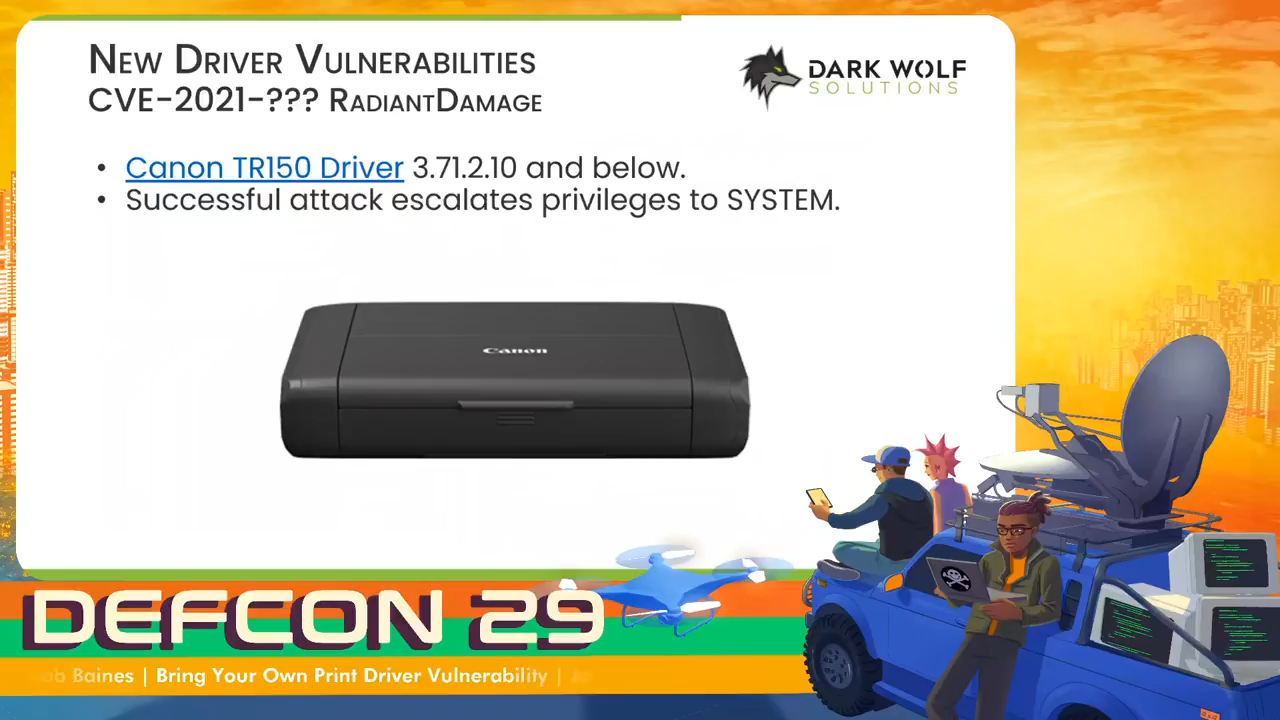 New Driver Vulnerabilities
CVE-2021-??? RadiantDamage
DARK WOLF
SOLUTIONS
• Canon TR150 Driver 3.71.2.10 and below.
• Successful attack escalates privileges to SYSTEM.
Canon
DEFCON 29
Baines | Bring Your Own Print Driver Vulnerability |